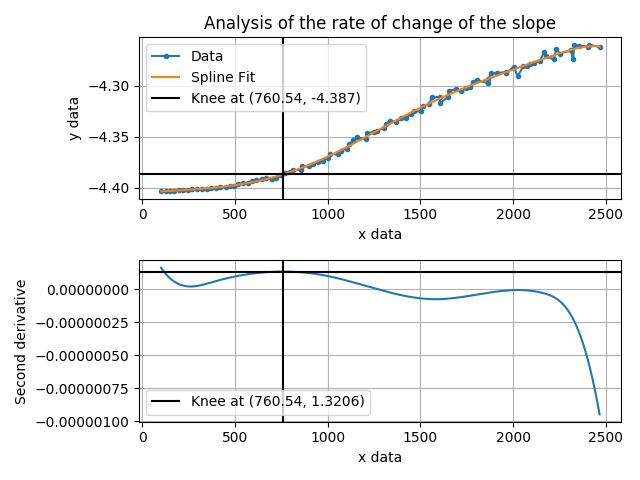 Analysis of the rate of change of the slope
Data
Spline Fit
Knee at (760.54, -4.387)
y data
−4.30
−4.35
−4.40
0 500 1000 1500 2000 2500
x data
Second derivative
0.00000000
−0.00000025
−0.00000050
−0.00000075
−0.00000100
Knee at (760.54, 1.3206)
0 500 1000 1500 2000 2500
x data